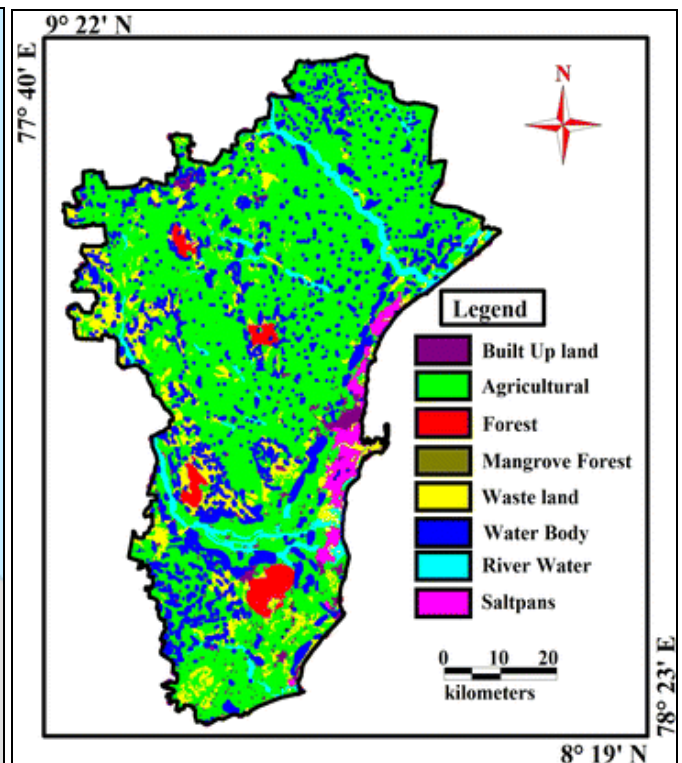 9° 22' N
77° 40' E
N
Legend
Built Up land
Agricultural
Forest
Mangrove Forest
Waste land
Water Body
River Water
Saltpans
0 10 20
kilometers
78° 23' E
8° 19' N